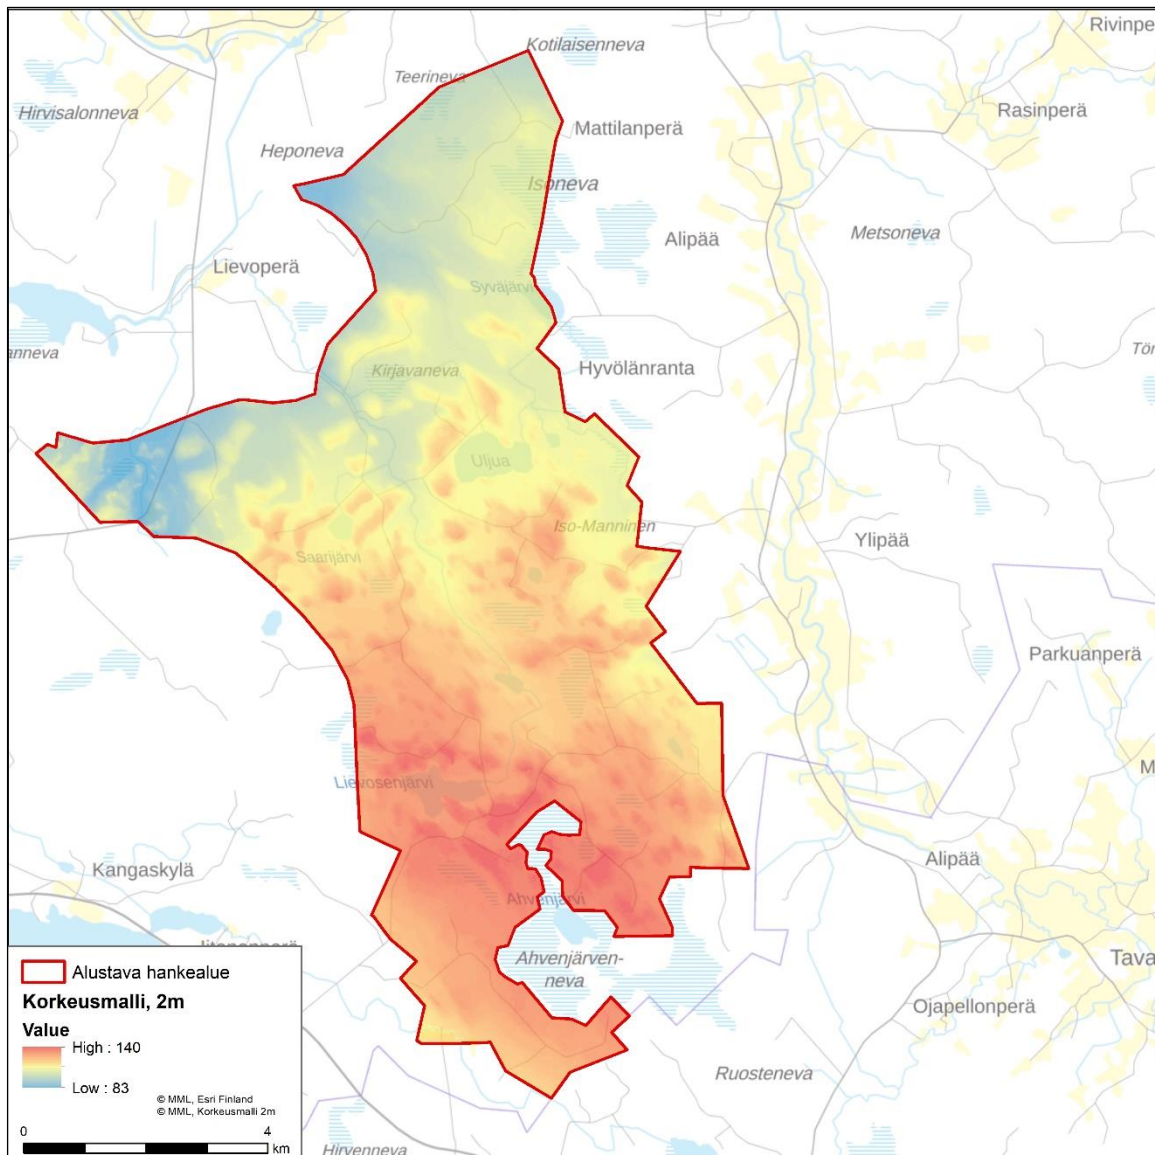 Rivinpe
Kotilaisenneva
Teerineva
Hirvisalonneva
Rasinperä
Mattilanperä
Heponeva
Isoneva
Metsoneva
Alipää
Lievoperä
Syväjärvi
anneva
Tör
Kirjavaneva
Hyvölänranta
Uljua
Iso-Manninen
Ylipää
Saarijärvi
Parkuanperä
M
Lievosenjärvi
Alipää
Kangaskylä
Ahvenjärvi
Ahvenjärven-
neva
Tava
Ojapellonperä
Ruosteneva
Hirvenneva
Alustava hankealue
Korkeusmalli, 2m
Value
High : 140
Low : 83
© MML, Esri Finland
© MML, Korkeusmalli 2m
0 4
km